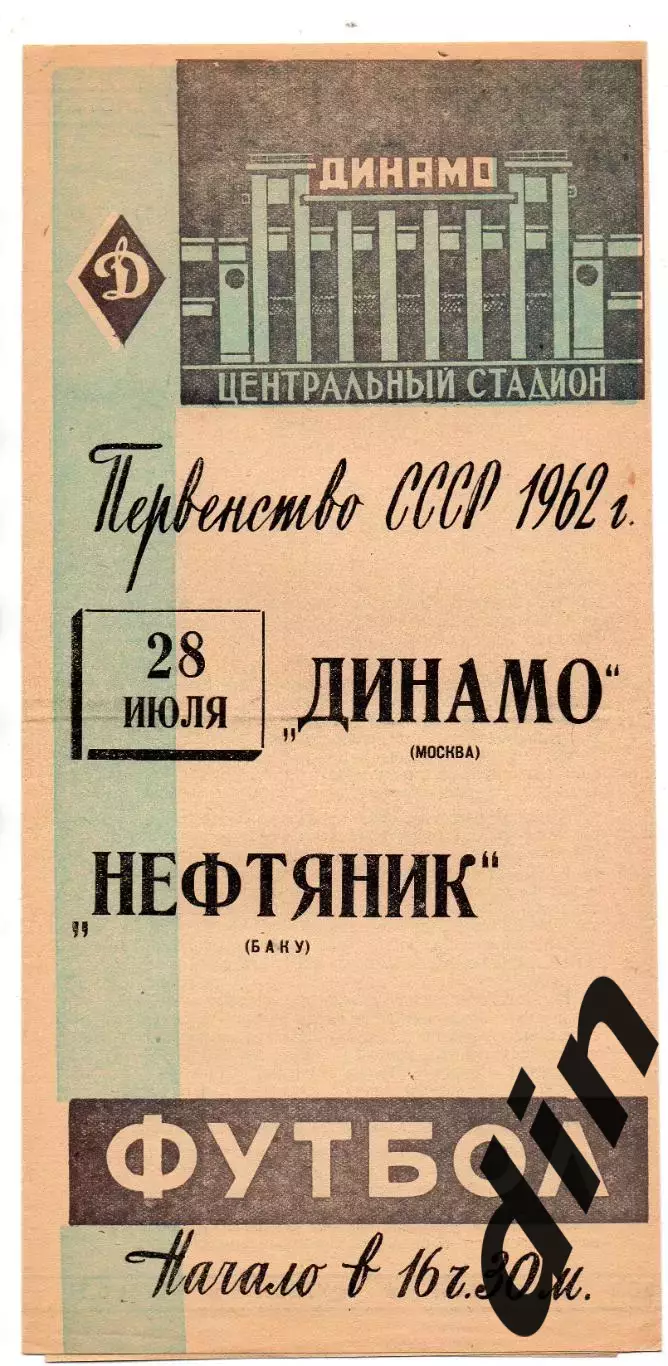 ДИНАМО
Д
ЦЕНТРАЛЬНЫЙ СТАДИОН
Первенство СССР 1962 г.
28
ИЮЛЯ
„ДИНАМО“
(МОСКВА)
„НЕФТЯНИК“
(БАКУ)
ФУТБОЛ
Начало в 16 ч. 30 м.
din